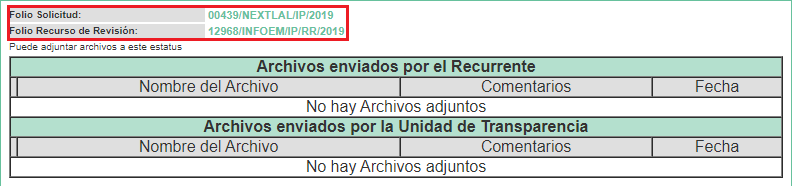 Folio Solicitud: 00439/NEXTLAL/IP/2019
Folio Recurso de Revisión: 12968/INFOEM/IP/RR/2019
Puede adjuntar archivos a este estatus
Archivos enviados por el Recurrente
Nombre del Archivo Comentarios Fecha
No hay Archivos adjuntos
Archivos enviados por la Unidad de Transparencia
Nombre del Archivo Comentarios Fecha
No hay Archivos adjuntos